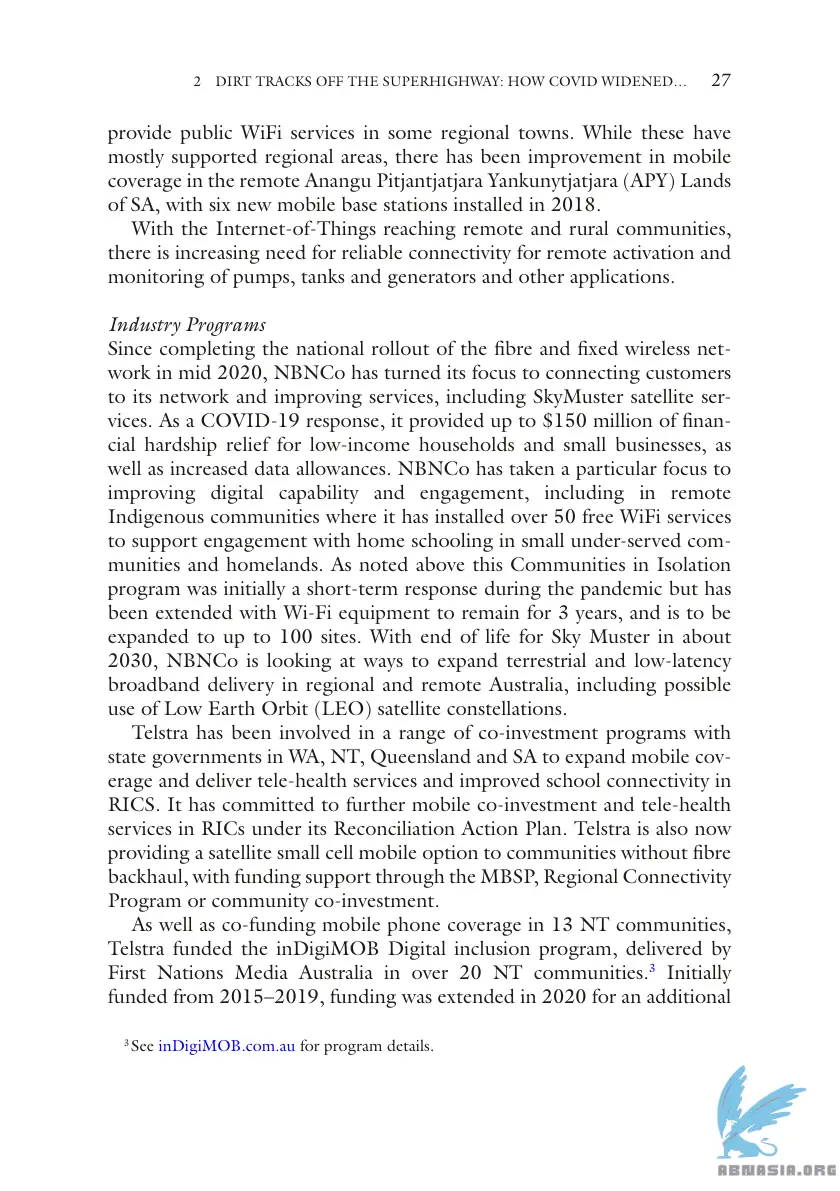 2 DIRT TRACKS OFF THE SUPERHIGHWAY: HOW COVID WIDENED… 27
provide public WiFi services in some regional towns. While these have
mostly supported regional areas, there has been improvement in mobile
coverage in the remote Anangu Pitjantjatjara Yankunytjatjara (APY) Lands
of SA, with six new mobile base stations installed in 2018.
With the Internet-of-Things reaching remote and rural communities,
there is increasing need for reliable connectivity for remote activation and
monitoring of pumps, tanks and generators and other applications.
Industry Programs
Since completing the national rollout of the fibre and fixed wireless net-
work in mid 2020, NBNCo has turned its focus to connecting customers
to its network and improving services, including SkyMuster satellite ser-
vices. As a COVID-19 response, it provided up to $150 million of finan-
cial hardship relief for low-income households and small businesses, as
well as increased data allowances. NBNCo has taken a particular focus to
improving digital capability and engagement, including in remote
Indigenous communities where it has installed over 50 free WiFi services
to support engagement with home schooling in small under-served com-
munities and homelands. As noted above this Communities in Isolation
program was initially a short-term response during the pandemic but has
been extended with Wi-Fi equipment to remain for 3 years, and is to be
expanded to up to 100 sites. With end of life for Sky Muster in about
2030, NBNCo is looking at ways to expand terrestrial and low-latency
broadband delivery in regional and remote Australia, including possible
use of Low Earth Orbit (LEO) satellite constellations.
Telstra has been involved in a range of co-investment programs with
state governments in WA, NT, Queensland and SA to expand mobile cov-
erage and deliver tele-health services and improved school connectivity in
RICS. It has committed to further mobile co-investment and tele-health
services in RICs under its Reconciliation Action Plan. Telstra is also now
providing a satellite small cell mobile option to communities without fibre
backhaul, with funding support through the MBSP, Regional Connectivity
Program or community co-investment.
As well as co-funding mobile phone coverage in 13 NT communities,
Telstra funded the inDigiMOB Digital inclusion program, delivered by
First Nations Media Australia in over 20 NT communities.3 Initially
funded from 2015–2019, funding was extended in 2020 for an additional
3 See inDigiMOB.com.au for program details.
ABNASIA.ORG